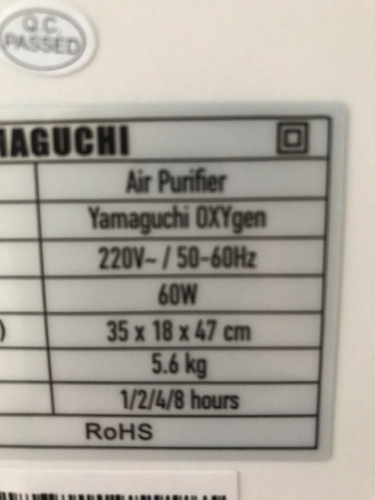 Q.C.
PASSED
MAGUCHI
Air Purifier
Yamaguchi OXYgen
220V~ / 50-60Hz
60W
) 35 x 18 x 47 cm
5.6 kg
1/2/4/8 hours
RoHS